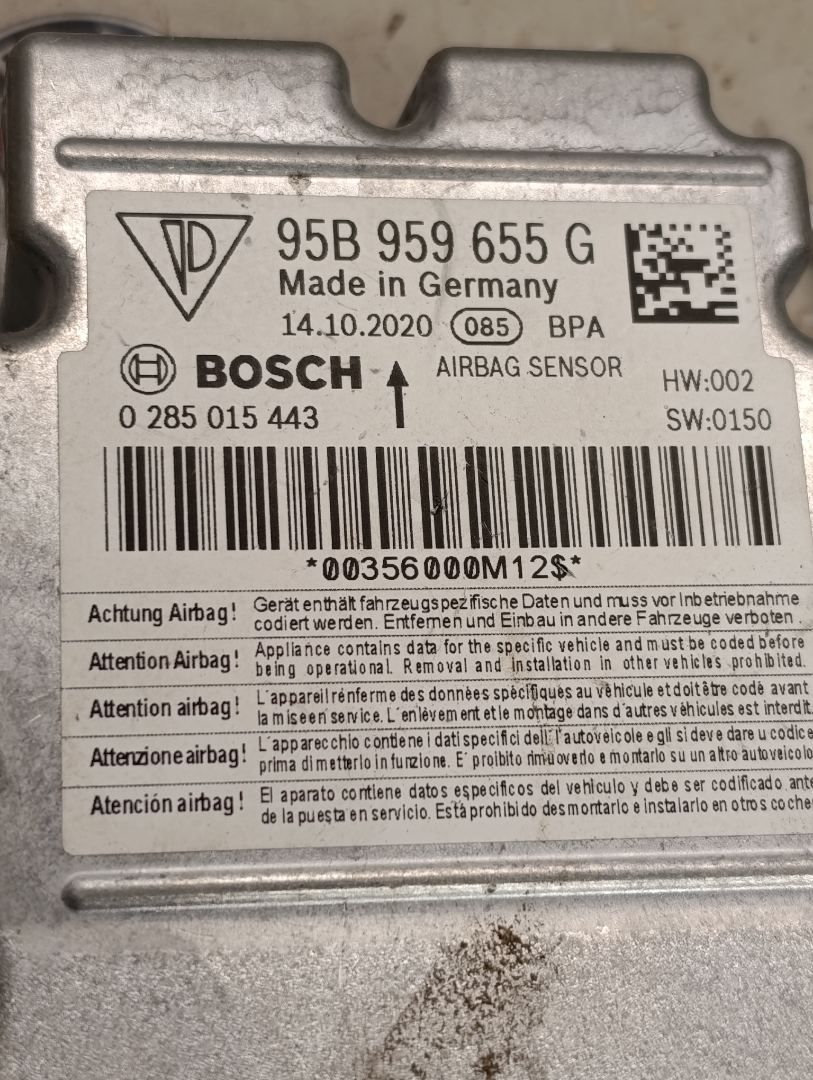 95B 959 655 G
Made in Germany
14.10.2020 085 BPA
BOSCH AIRBAG SENSOR HW:002
0 285 015 443 SW:0150
*00356000M12$*
Achtung Airbag! Gerät enthält fahrzeugspezifische Daten und muss vor Inbetriebnahme
codiert werden. Entfernen und Einbau in andere Fahrzeuge verboten.
Attention Airbag! Appliance contains data for the specific vehicle and must be coded before
being operational. Removal and installation in other vehicles prohibited.
Attention airbag! L'appareil renferme des données spécifiques au véhicule et doit être codé avant
la mise en service. L'enlèvement et le montage dans d'autres véhicules est interdit.
Attenzione airbag! L'apparecchio contiene i dati specifici dell'l'autoveicolo e gli si deve dare u codice
prima di metterlo in funzione. E' proibito rimuoverlo e montarlo su un altro autoveicolo
Atención airbag! El aparato contiene datos especificos del vehiculo y debe ser codificado ante
de la puesta en servicio. Está prohibido desmontarlo e instalarlo en otros coche